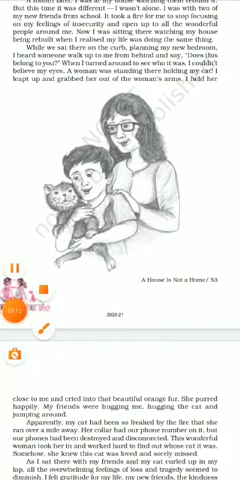 A month later, I was at my house watching them rebuild it.
But this time it was different — I wasn't alone. I was with two of
my new friends from school. It took a fire for me to stop focusing
on my feelings of insecurity and open up to all the wonderful
people around me. Now I was sitting there watching my house
being rebuilt when I realised my life was doing the same thing.
While we sat there on the curb, planning my new bedroom,
I heard someone walk up to me from behind and say, "Does this
belong to you?" When I turned around to see who it was, I couldn't
believe my eyes. A woman was standing there holding my cat! I
leapt up and grabbed her out of the woman's arms. I held her
A House Is Not a Home/ 53
2020-21
close to me and cried into that beautiful orange fur. She purred
happily. My friends were hugging me, hugging the cat and
jumping around.
Apparently, my cat had been so freaked by the fire that she
ran over a mile away. Her collar had our phone number on it, but
our phones had been destroyed and disconnected. This wonderful
woman took her in and worked hard to find out whose cat it was.
Somehow, she knew this cat was loved and sorely missed.
As I sat there with my friends and my cat curled up in my
lap, all the overwhelming feelings of loss and tragedy seemed to
diminish. I felt gratitude for my life, my new friends, the kindness